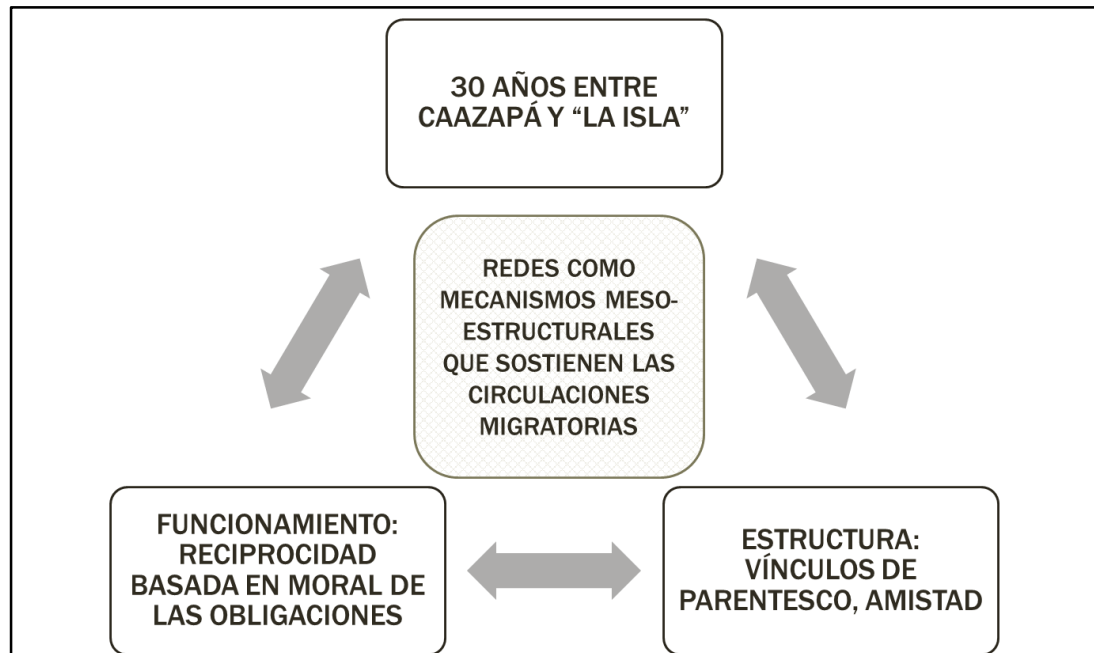 30 AÑOS ENTRE
CAAZAPÁ Y “LA ISLA”
REDES COMO
MECANISMOS MESO-
ESTRUCTURALES
QUE SOSTIENEN LAS
CIRCULACIONES
MIGRATORIAS
FUNCIONAMIENTO:
RECIPROCIDAD
BASADA EN MORAL DE
LAS OBLIGACIONES
ESTRUCTURA:
VÍNCULOS DE
PARENTESCO, AMISTAD